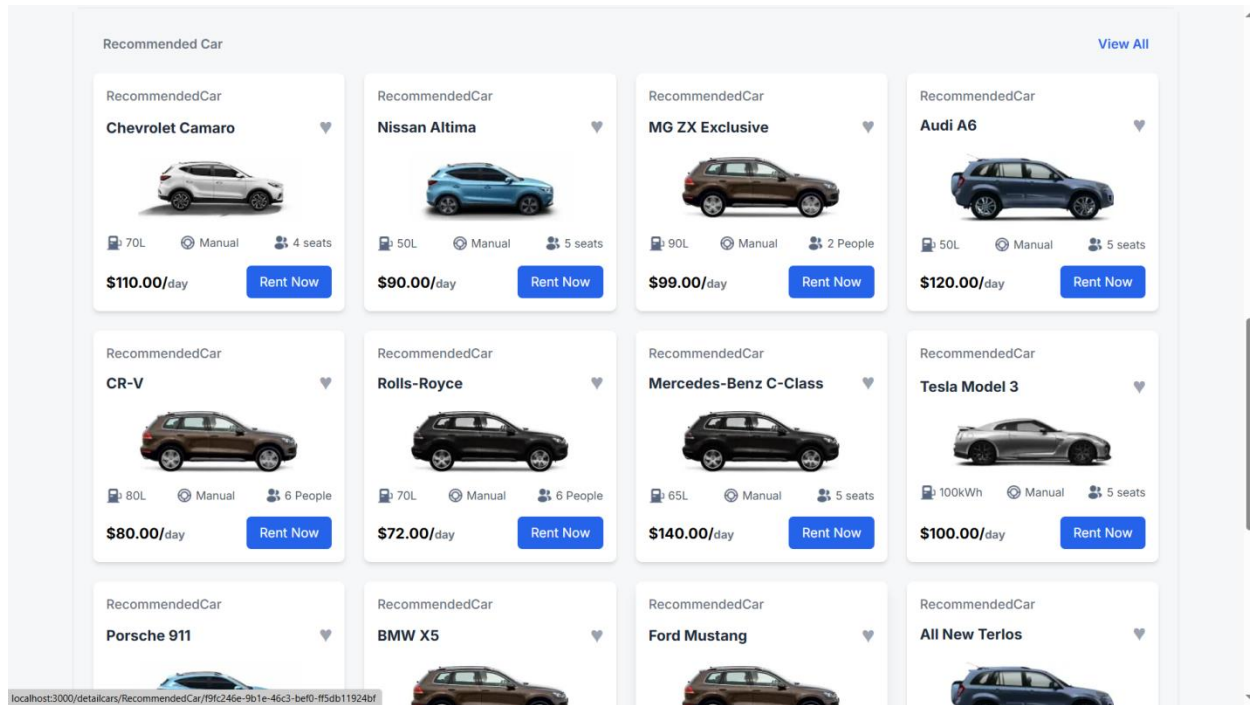 Recommended Car View All
RecommendedCar RecommendedCar RecommendedCar RecommendedCar
Chevrolet Camaro Nissan Altima MG ZX Exclusive Audi A6
70L Manual 4 seats 50L Manual 5 seats 90L Manual 2 People 50L Manual 5 seats
$110.00/day Rent Now $90.00/day Rent Now $99.00/day Rent Now $120.00/day Rent Now
RecommendedCar RecommendedCar RecommendedCar RecommendedCar
CR-V Rolls-Royce Mercedes-Benz C-Class Tesla Model 3
80L Manual 6 People 70L Manual 6 People 65L Manual 5 seats 100kWh Manual 5 seats
$80.00/day Rent Now $72.00/day Rent Now $140.00/day Rent Now $100.00/day Rent Now
RecommendedCar RecommendedCar RecommendedCar RecommendedCar
Porsche 911 BMW X5 Ford Mustang All New Terlos
localhost:3000/detailcars/RecommendedCar/f9fc246e-9b1e-46c3-bef0-ff5db11924bf